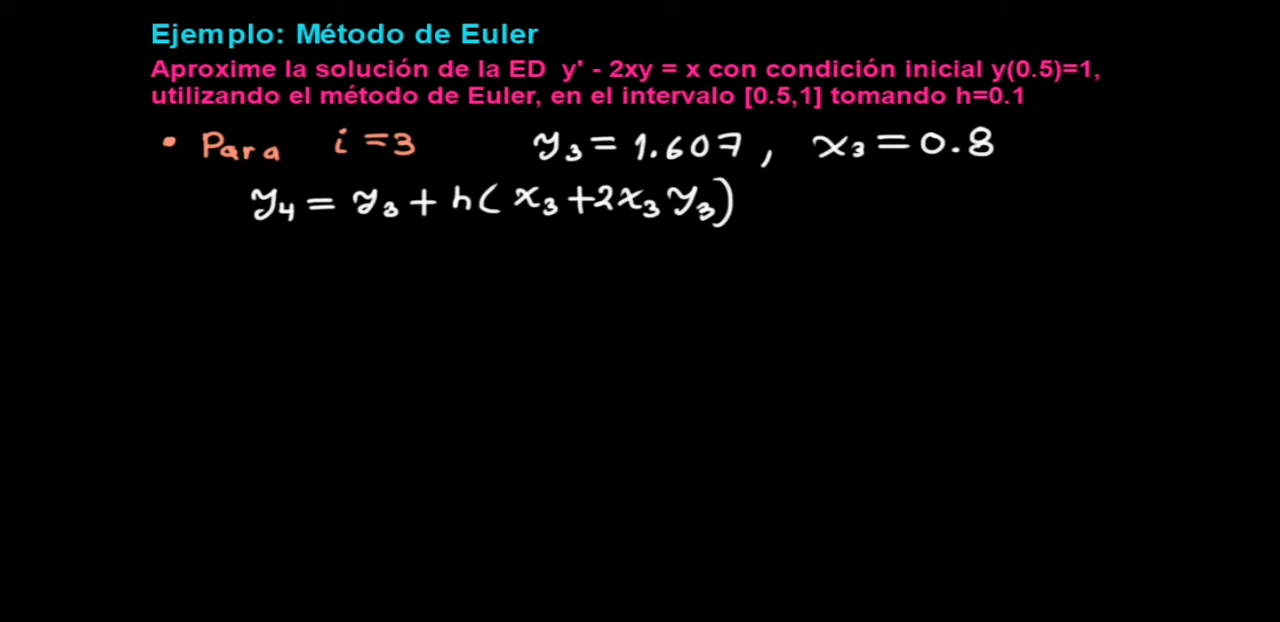 Ejemplo: Método de Euler
Aproxime la solución de la ED y' - 2xy = x con condición inicial y(0.5)=1,
utilizando el método de Euler, en el intervalo [0.5,1] tomando h=0.1
• Para i = 3 y₃ = 1.607 , x₃ = 0.8
y₄ = y₃ + h( x₃ + 2x₃ y₃)